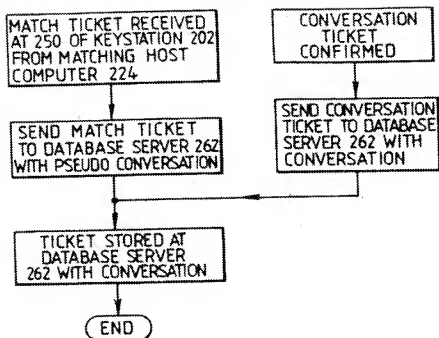 MATCH TICKET RECEIVED
AT 250 OF KEYSTATION 202
FROM MATCHING HOST
COMPUTER 224
CONVERSATION
TICKET
CONFIRMED
SEND MATCH TICKET
TO DATABASE SERVER 262
WITH PSEUDO CONVERSATION
SEND CONVERSATION
TICKET TO DATABASE
SERVER 262 WITH
CONVERSATION
TICKET STORED AT
DATABASE SERVER
262 WITH CONVERSATION
END